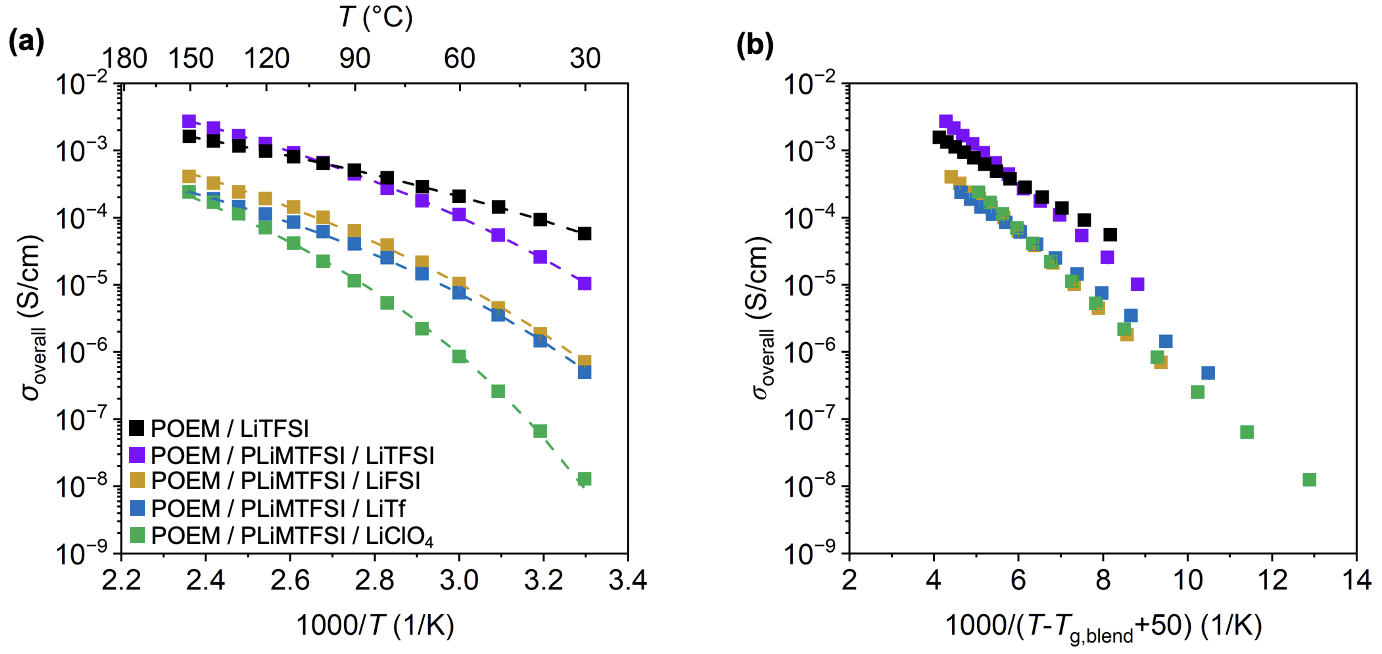 (a)
T (°C)
180 150 120 90 60 30
10⁻²
10⁻³
10⁻⁴
10⁻⁵
10⁻⁶
10⁻⁷
10⁻⁸
10⁻⁹
σoverall (S/cm)
POEM / LiTFSI
POEM / PLiMTFSI / LiTFSI
POEM / PLiMTFSI / LiFSI
POEM / PLiMTFSI / LiTf
POEM / PLiMTFSI / LiClO₄
2.2 2.4 2.6 2.8 3.0 3.2 3.4
1000/T (1/K)
(b)
10⁻²
10⁻³
10⁻⁴
10⁻⁵
10⁻⁶
10⁻⁷
10⁻⁸
10⁻⁹
σoverall (S/cm)
2 4 6 8 10 12 14
1000/(T-Tg,blend+50) (1/K)